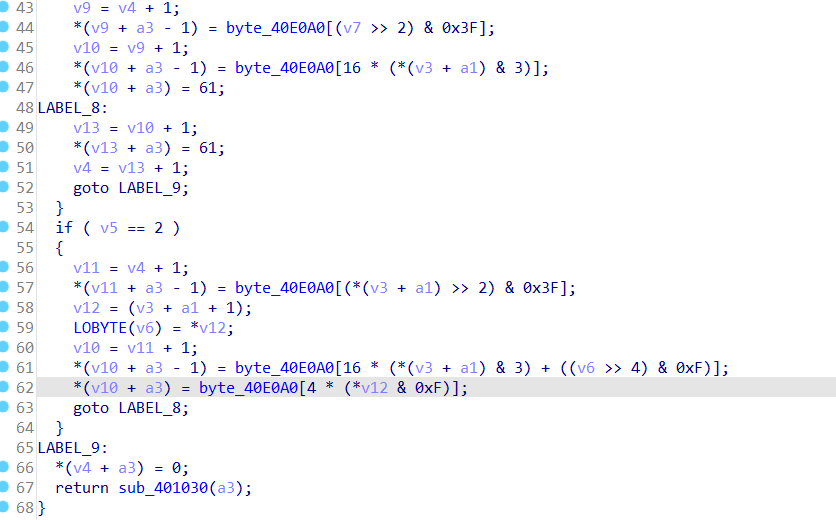 43 v9 = v4 + 1;
44 *(v9 + a3 - 1) = byte_40E0A0[(v7 >> 2) & 0x3F];
45 v10 = v9 + 1;
46 *(v10 + a3 - 1) = byte_40E0A0[16 * (*(v3 + a1) & 3)];
47 *(v10 + a3) = 61;
48 LABEL_8:
49 v13 = v10 + 1;
50 *(v13 + a3) = 61;
51 v4 = v13 + 1;
52 goto LABEL_9;
53 }
54 if ( v5 == 2 )
55 {
56 v11 = v4 + 1;
57 *(v11 + a3 - 1) = byte_40E0A0[(*(v3 + a1) >> 2) & 0x3F];
58 v12 = (v3 + a1 + 1);
59 LOBYTE(v6) = *v12;
60 v10 = v11 + 1;
61 *(v10 + a3 - 1) = byte_40E0A0[16 * (*(v3 + a1) & 3) + ((v6 >> 4) & 0xF)];
62 *(v10 + a3) = byte_40E0A0[4 * (*v12 & 0xF)];
63 goto LABEL_8;
64 }
65 LABEL_9:
66 *(v4 + a3) = 0;
67 return sub_401030(a3);
68 }